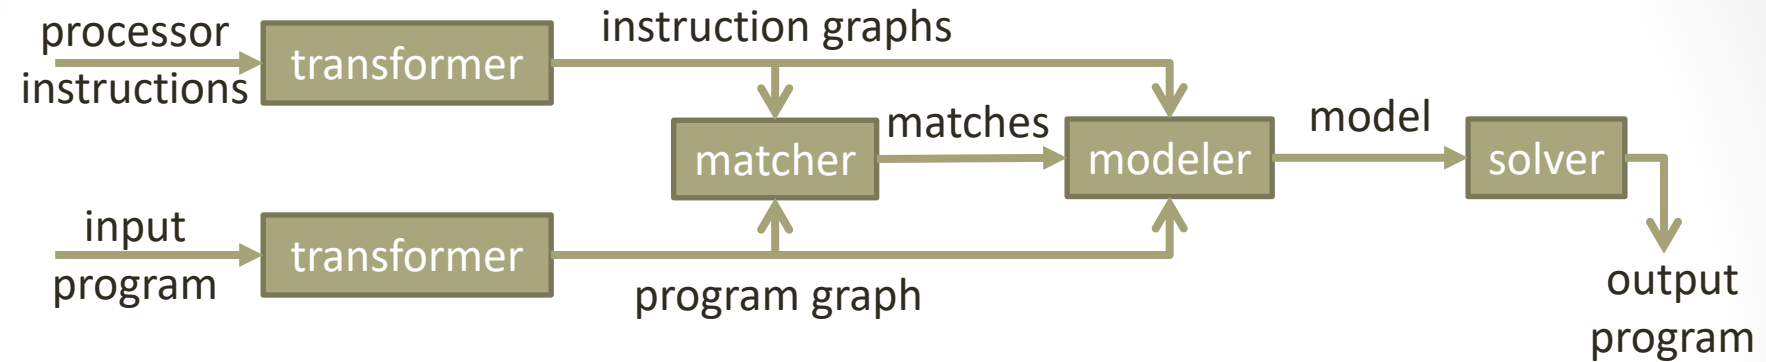 processor
instructions
transformer
instruction graphs
matcher
matches
modeler
model
solver
input
program
transformer
program graph
output
program